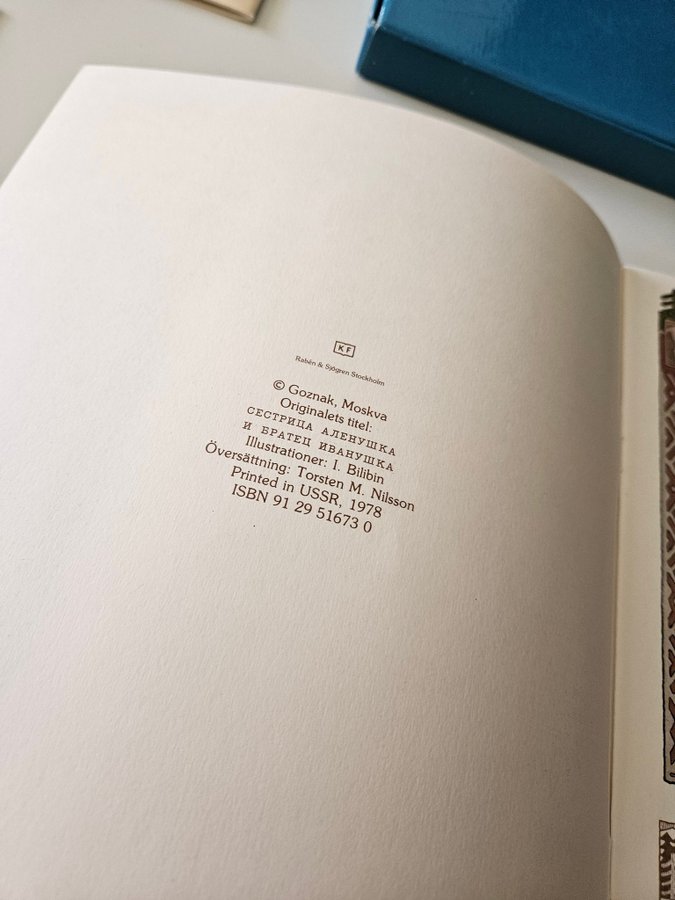 KF
Rabén & Sjögren Stockholm
© Goznak, Moskva
Originalets titel:
СЕСТРИЦА АЛЕНУШКА
И БРАТЕЦ ИВАНУШКА
Illustrationer: I. Bilibin
Översättning: Torsten M. Nilsson
Printed in USSR, 1978
ISBN 91 29 51673 0